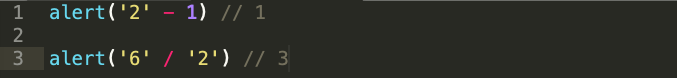 1 alert('2' - 1) // 1
2
3 alert('6' / '2') // 3